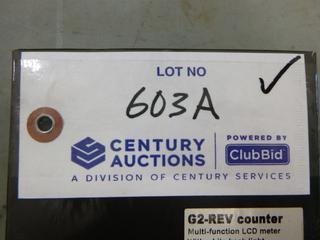 LOT NO
603A
CENTURY AUCTIONS
POWERED BY
ClubBid
A DIVISION OF CENTURY SERVICES
G2-REV counter
Multi-function LCD meter